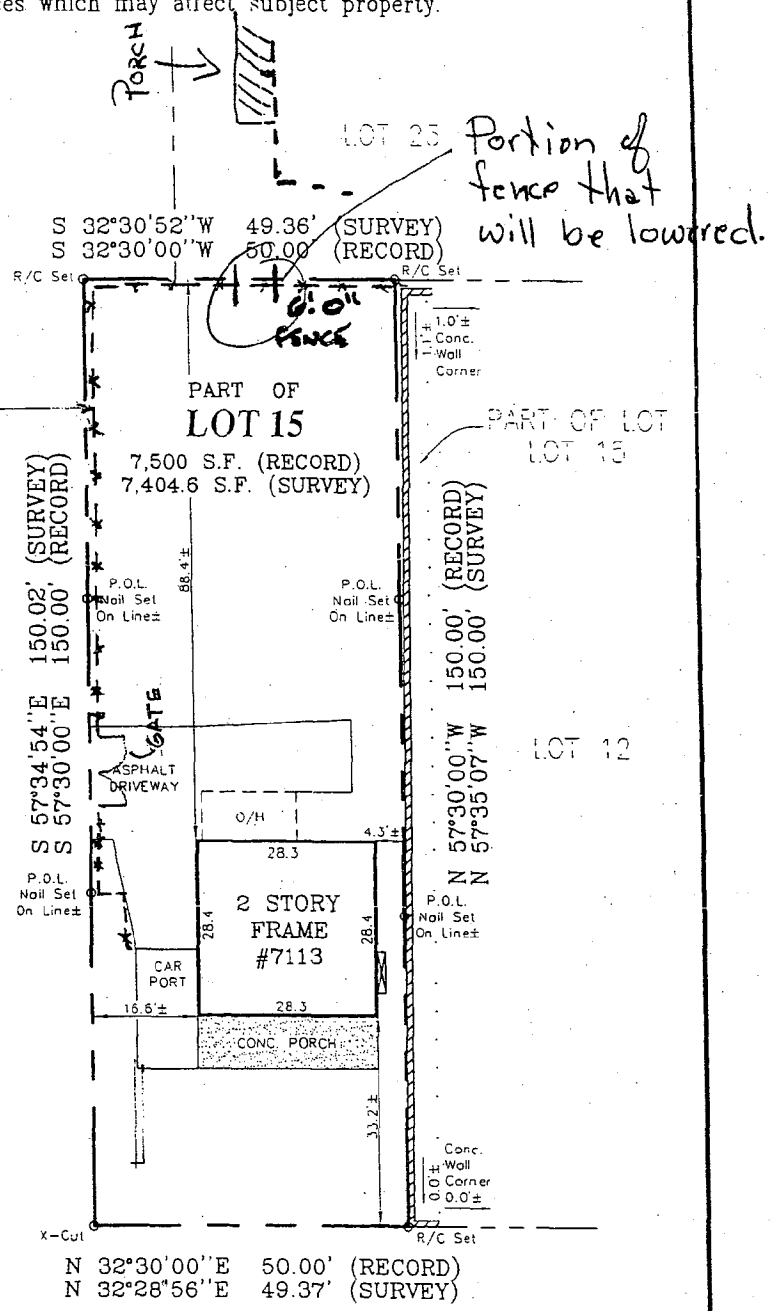 ces which may affect subject property.
PORCH
LOT 23
Portion of
fence that
will be lowered.
S 32°30'52"W 49.36' (SURVEY)
S 32°30'00"W 50.00' (RECORD)
R/C Set
R/C Set
6'.0"
FENCE
1.0'±
Conc.
Wall
Corner
PART OF
LOT 15
7,500 S.F. (RECORD)
7,404.6 S.F. (SURVEY)
PART OF LOT
LOT 15
S 57°34'54"E 150.02' (SURVEY)
S 57°30'00"E 150.00' (RECORD)
88.4'±
P.O.L.
Nail Set
On Line±
P.O.L.
Nail Set
On Line±
N 57°30'00"W 150.00' (RECORD)
N 57°35'07"W 150.00' (SURVEY)
GATE
ASPHALT
DRIVEWAY
LOT 12
O/H
4.3'±
28.3
P.O.L.
Nail Set
On Line±
2 STORY
FRAME
#7113
28.4
28.4
P.O.L.
Nail Set
On Line±
CAR
PORT
16.6'±
28.3
CONC. PORCH
33.2'±
Conc.
Wall
Corner
0.0'±
0.0'±
X-Cut
R/C Set
N 32°30'00"E 50.00' (RECORD)
N 32°28'56"E 49.37' (SURVEY)